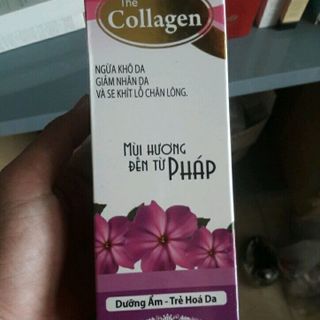 The
Collagen
NGỪA KHÔ DA
GIẢM NHĂN DA
VÀ SE KHÍT LỖ CHÂN LÔNG.
MÙI HƯƠNG
ĐẾN TỪ PHÁP
Dưỡng Ẩm - Trẻ Hoá Da